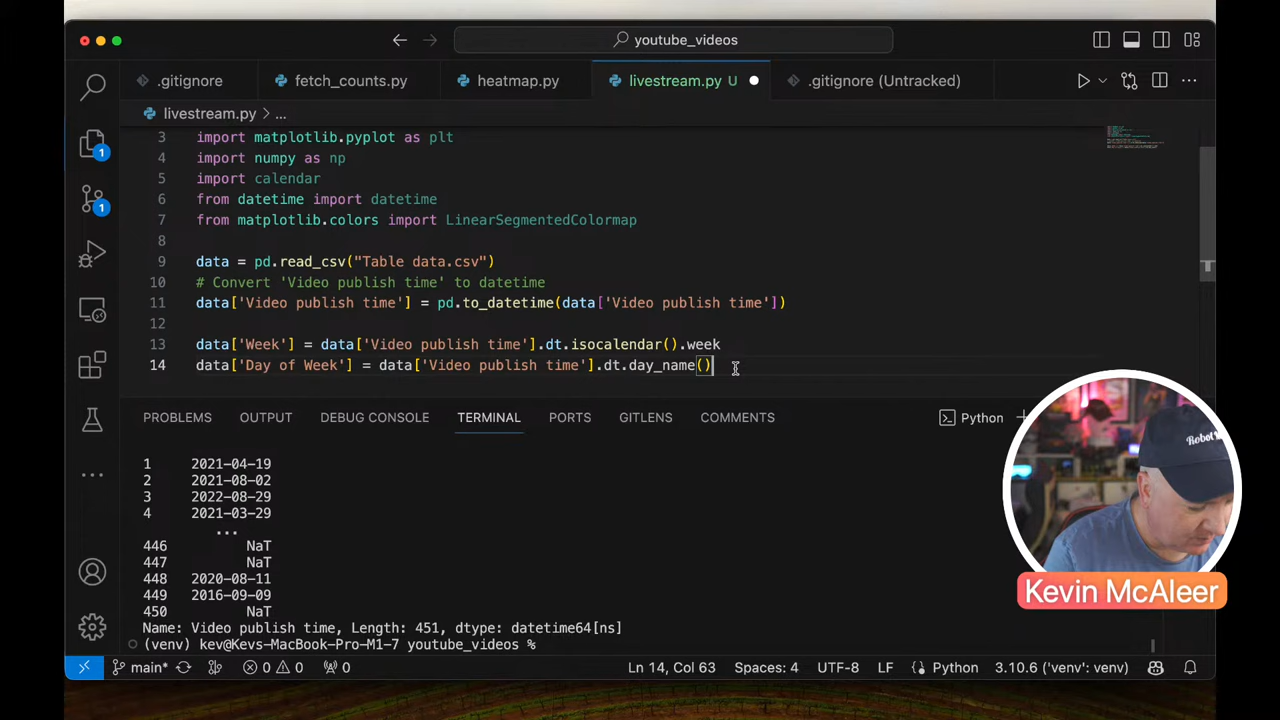 youtube_videos
.gitignore
fetch_counts.py
heatmap.py
livestream.py U
.gitignore (Untracked)
livestream.py > ...
3 import matplotlib.pyplot as plt
4 import numpy as np
5 import calendar
6 from datetime import datetime
7 from matplotlib.colors import LinearSegmentedColormap
8
9 data = pd.read_csv("Table data.csv")
10 # Convert 'Video publish time' to datetime
11 data['Video publish time'] = pd.to_datetime(data['Video publish time'])
12
13 data['Week'] = data['Video publish time'].dt.isocalendar().week
14 data['Day of Week'] = data['Video publish time'].dt.day_name()
1
1
PROBLEMS OUTPUT DEBUG CONSOLE TERMINAL PORTS GITLENS COMMENTS
Python
1 2021-04-19
2 2021-08-02
3 2022-08-29
4 2021-03-29
...
446 NaT
447 NaT
448 2020-08-11
449 2016-09-09
450 NaT
Name: Video publish time, Length: 451, dtype: datetime64[ns]
(venv) kev@Kevs-MacBook-Pro-M1-7 youtube_videos %
Kevin McAleer
main* 0 0 0 Ln 14, Col 63 Spaces: 4 UTF-8 LF Python 3.10.6 ('venv': venv)